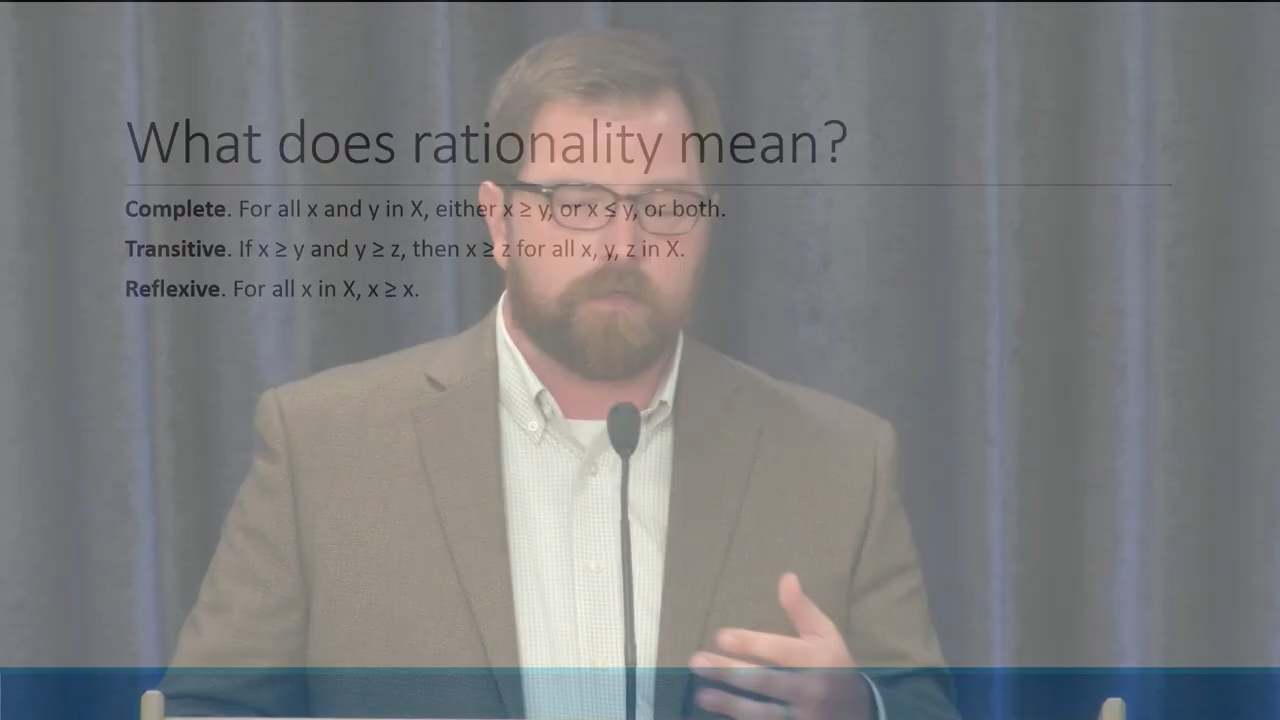 What does rationality mean?
Complete. For all x and y in X, either x ≥ y, or x ≤ y, or both.
Transitive. If x ≥ y and y ≥ z, then x ≥ z for all x, y, z in X.
Reflexive. For all x in X, x ≥ x.